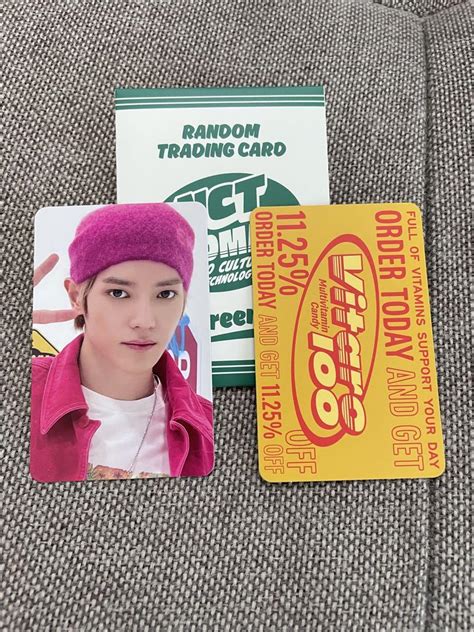 RANDOM
TRADING CARD
NCT
FULL OF VITAMINS SUPPORT YOUR DAY
ORDER TODAY AND GET
Vitare
100
Multivitamin
Candy
11.25% OFF
ORDER TODAY AND GET 11.25% OFF